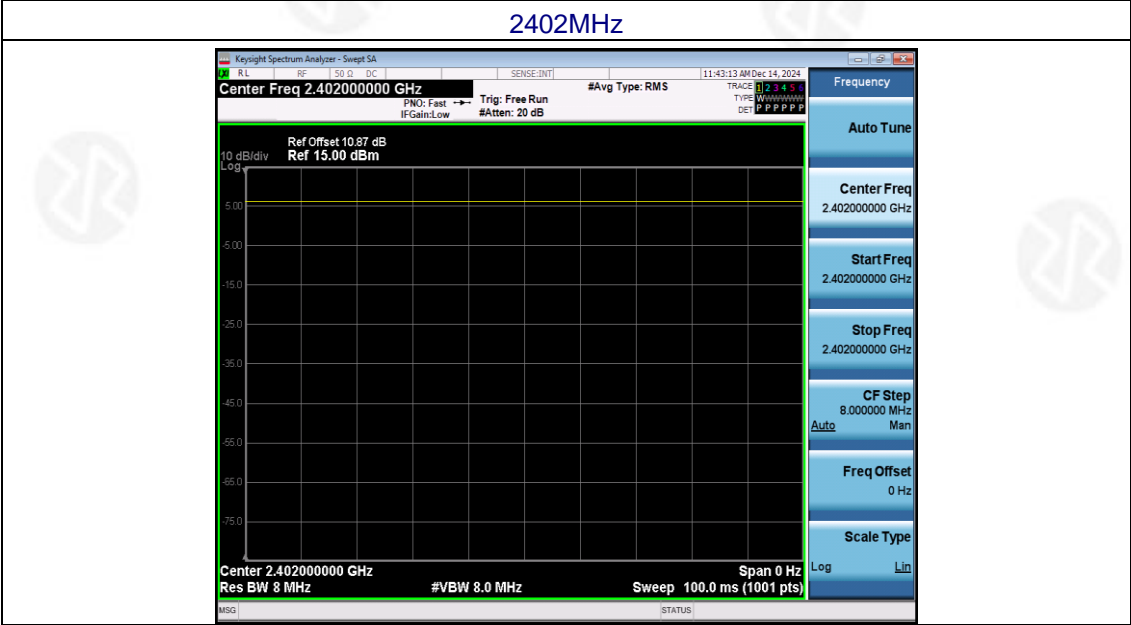 2402MHz
Keysight Spectrum Analyzer - Swept SA
RL RF 50 Ω DC SENSE:INT 11:43:13 AM Dec 14, 2024
Center Freq 2.402000000 GHz #Avg Type: RMS TRACE 1 2 3 4 5 6
PNO: Fast Trig: Free Run TYPE WWWWWW
IFGain:Low #Atten: 20 dB DET P P P P P P
Ref Offset 10.87 dB
10 dB/div Ref 15.00 dBm
Log
5.00
-5.00
-15.0
-25.0
-35.0
-45.0
-55.0
-65.0
-75.0
Center 2.402000000 GHz Span 0 Hz
Res BW 8 MHz #VBW 8.0 MHz Sweep 100.0 ms (1001 pts)
MSG STATUS
Frequency
Auto Tune
Center Freq
2.402000000 GHz
Start Freq
2.402000000 GHz
Stop Freq
2.402000000 GHz
CF Step
8.000000 MHz
Auto Man
Freq Offset
0 Hz
Scale Type
Log Lin